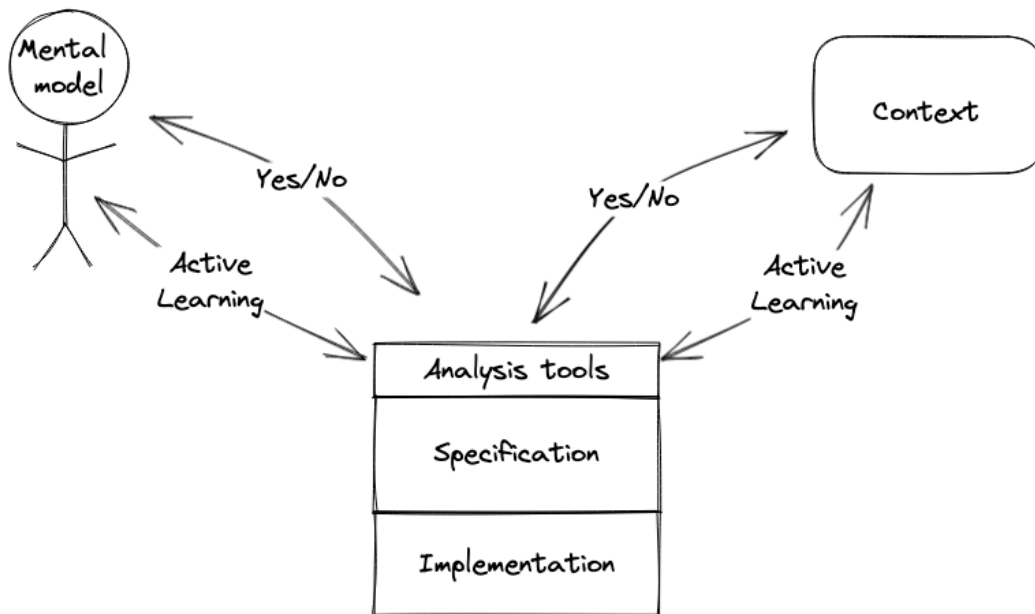 Mental
model
Context
Yes/No
Yes/No
Active
Learning
Active
Learning
Analysis tools
Specification
Implementation